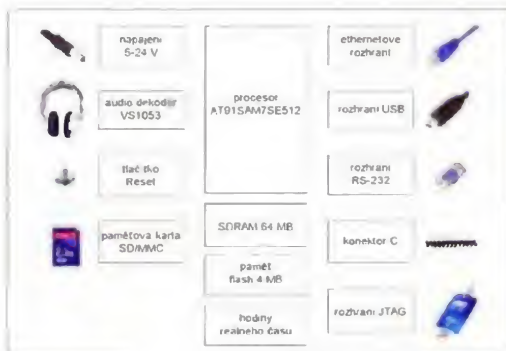 napájení
5-24 V
audio dekodér
VS1053
tlačítko
Reset
paměťová karta
SD/MMC
procesor
AT91SAM7SE512
SDRAM 64 MB
paměť
flash 4 MB
hodiny
reálného času
ethernetové
rozhraní
rozhraní USB
rozhraní
RS-232
konektor C
rozhraní JTAG